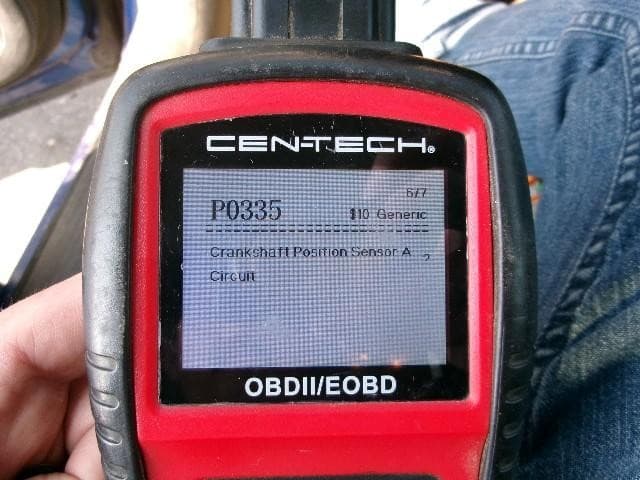 CEN-TECH®
6/7
P0335 $10 Generic
Crankshaft Position Sensor A
Circuit
OBDII/EOBD